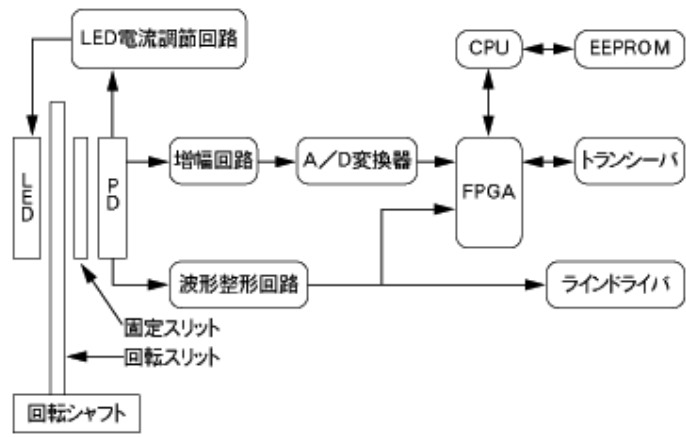 LED電流調節回路
CPU
EEPROM
LED
PD
増幅回路
A/D変換器
FPGA
トランシーバ
波形整形回路
ラインドライバ
固定スリット
回転スリット
回転シャフト